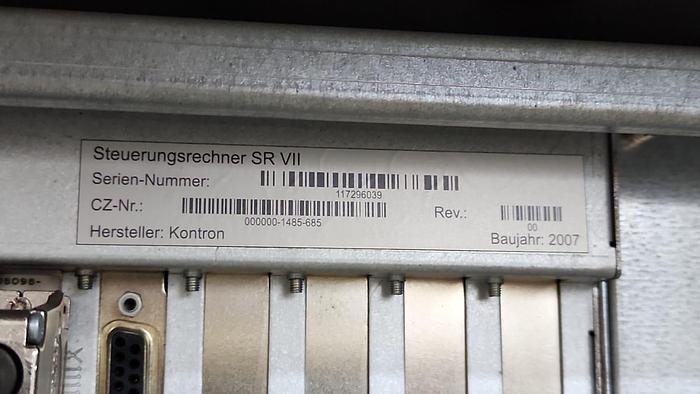 Steuerungsrechner SR VII
Serien-Nummer:
117296039
CZ-Nr.:
000000-1485-685
Rev.:
00
Hersteller: Kontron
Baujahr: 2007